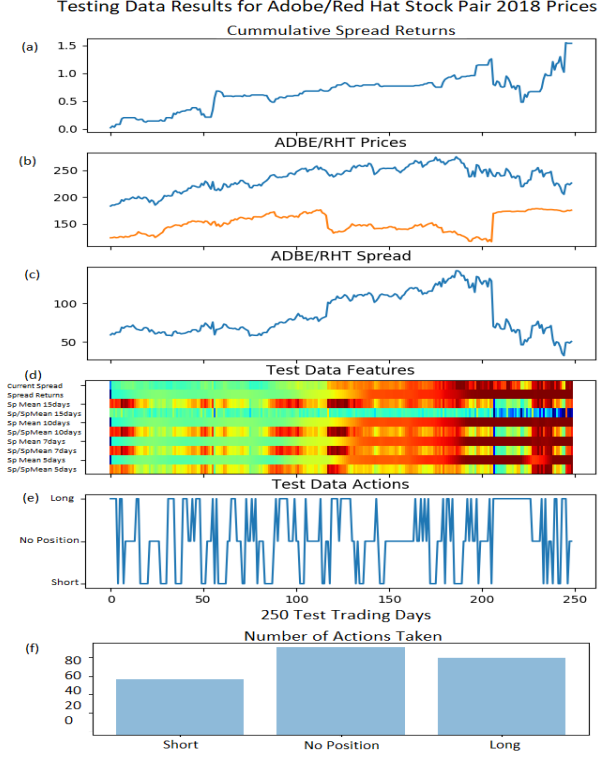 Testing Data Results for Adobe/Red Hat Stock Pair 2018 Prices
Cummulative Spread Returns
(a)
1.5
1.0
0.5
0.0
ADBE/RHT Prices
(b)
250
200
150
ADBE/RHT Spread
(c)
100
50
(d)
Test Data Features
Current Spread
Spread Returns
Sp Mean 15days
Sp/SpMean 15days
Sp Mean 10days
Sp/SpMean 10days
Sp Mean 7days
Sp/SpMean 7days
Sp Mean 5days
Sp/SpMean 5days
Test Data Actions
(e)
Long
No Position
Short
0 50 100 150 200 250
250 Test Trading Days
Number of Actions Taken
(f)
80
60
40
20
0
Short No Position Long